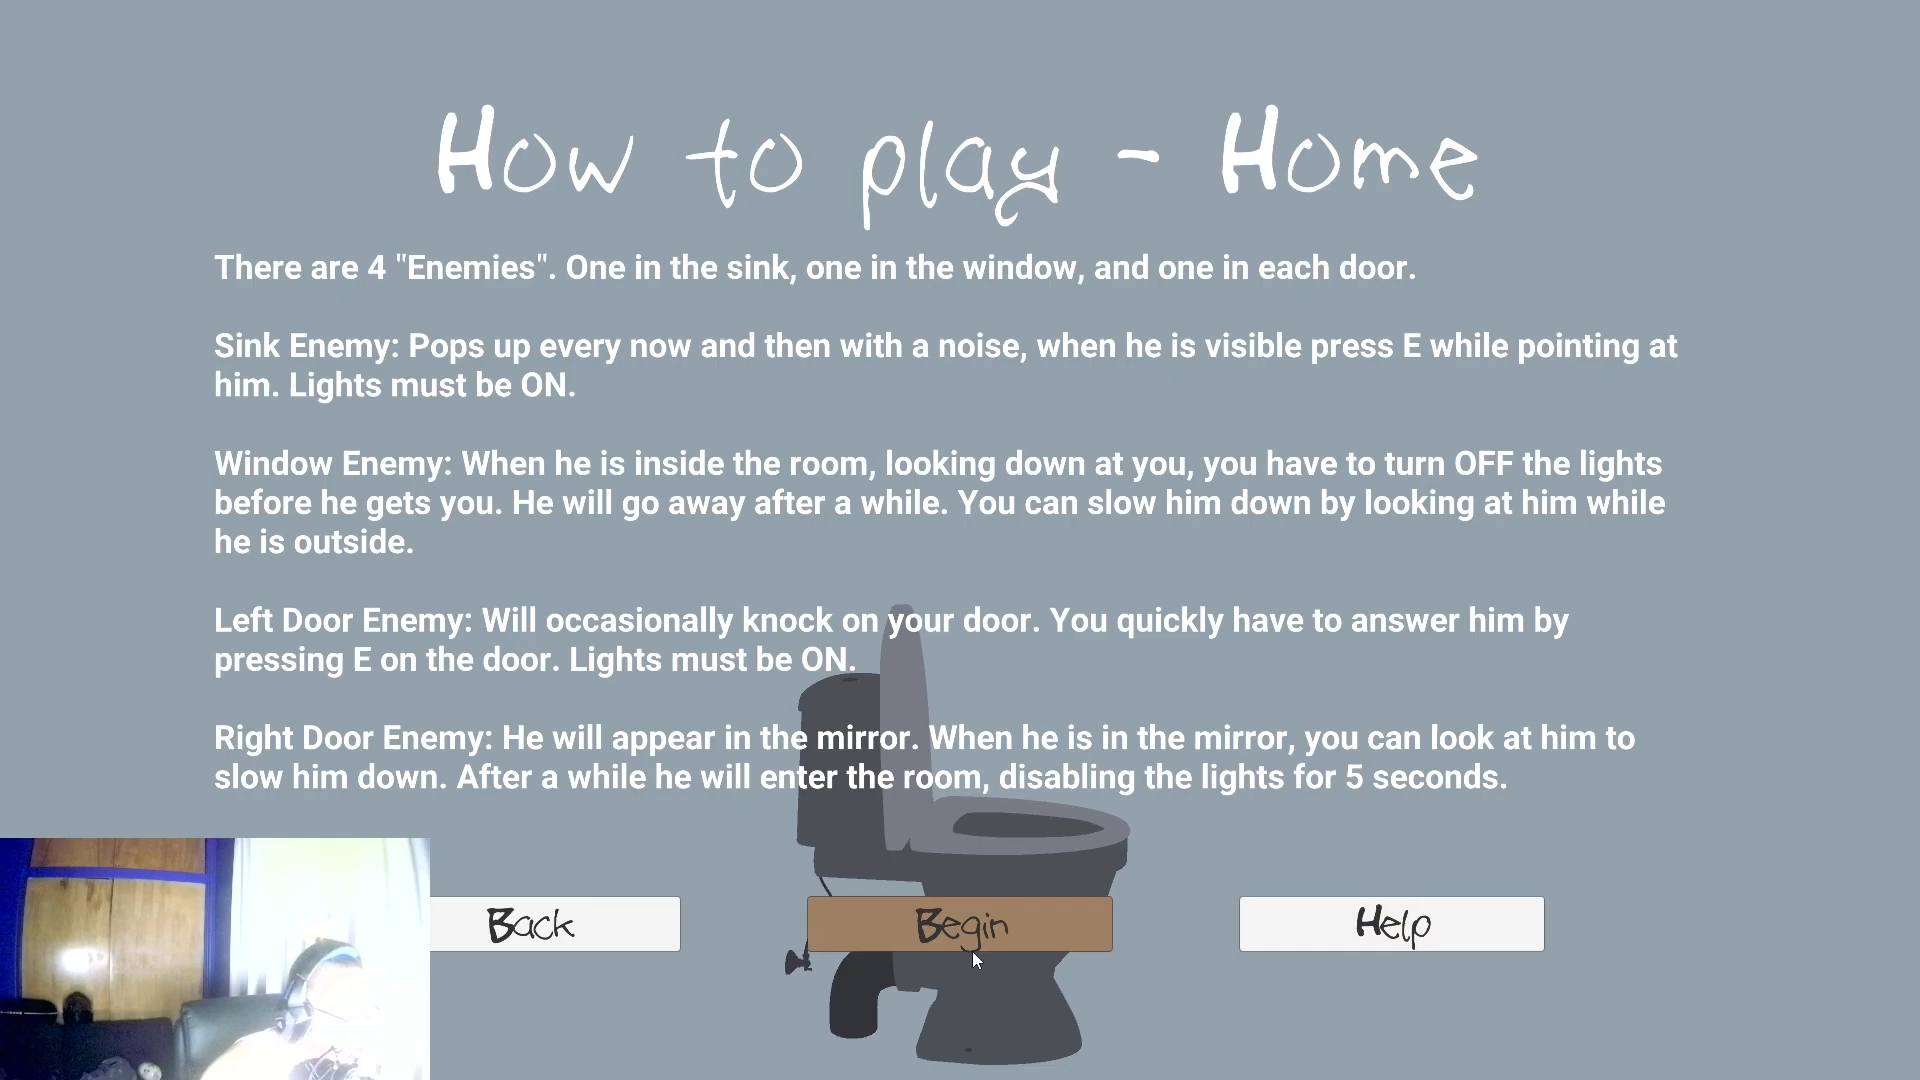 How to play - Home
There are 4 "Enemies". One in the sink, one in the window, and one in each door.
Sink Enemy: Pops up every now and then with a noise, when he is visible press E while pointing at
him. Lights must be ON.
Window Enemy: When he is inside the room, looking down at you, you have to turn OFF the lights
before he gets you. He will go away after a while. You can slow him down by looking at him while
he is outside.
Left Door Enemy: Will occasionally knock on your door. You quickly have to answer him by
pressing E on the door. Lights must be ON.
Right Door Enemy: He will appear in the mirror. When he is in the mirror, you can look at him to
slow him down. After a while he will enter the room, disabling the lights for 5 seconds.
Back
Begin
Help